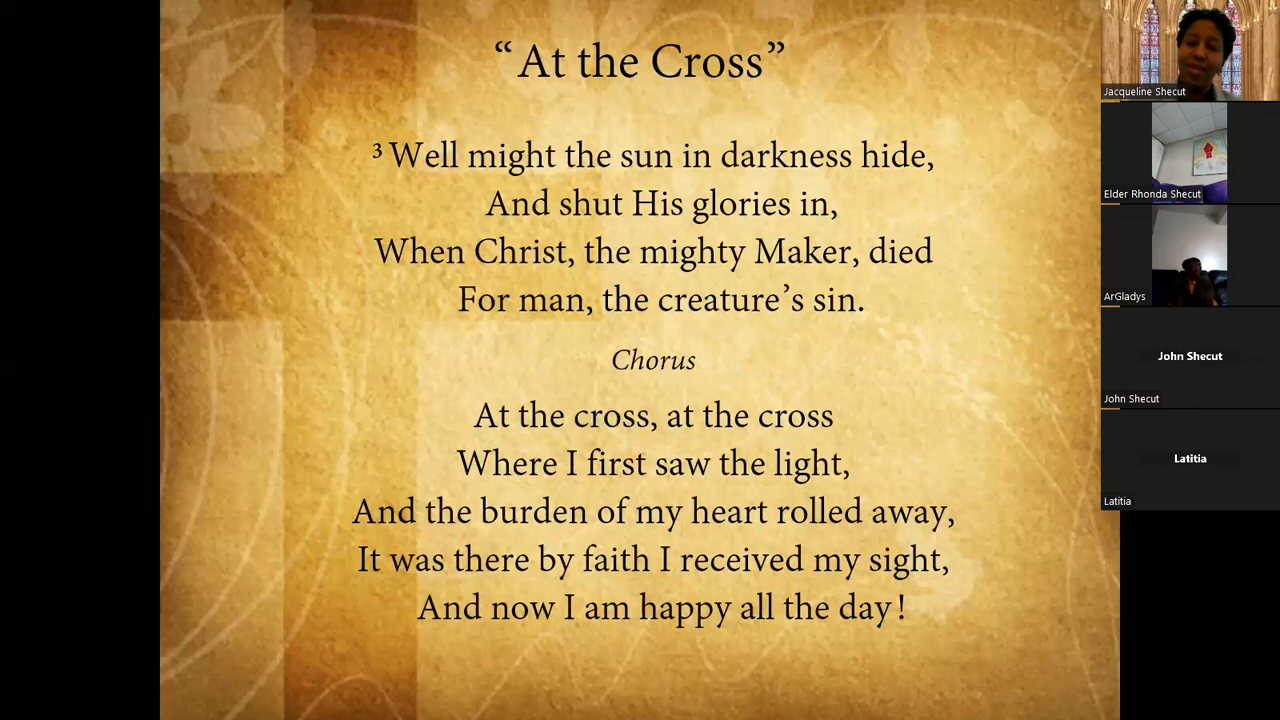 “At the Cross”
³ Well might the sun in darkness hide,
And shut His glories in,
When Christ, the mighty Maker, died
For man, the creature’s sin.
Chorus
At the cross, at the cross
Where I first saw the light,
And the burden of my heart rolled away,
It was there by faith I received my sight,
And now I am happy all the day!
Jacqueline Shecut
Elder Rhonda Shecut
ArGladys
John Shecut
John Shecut
Latitia
Latitia